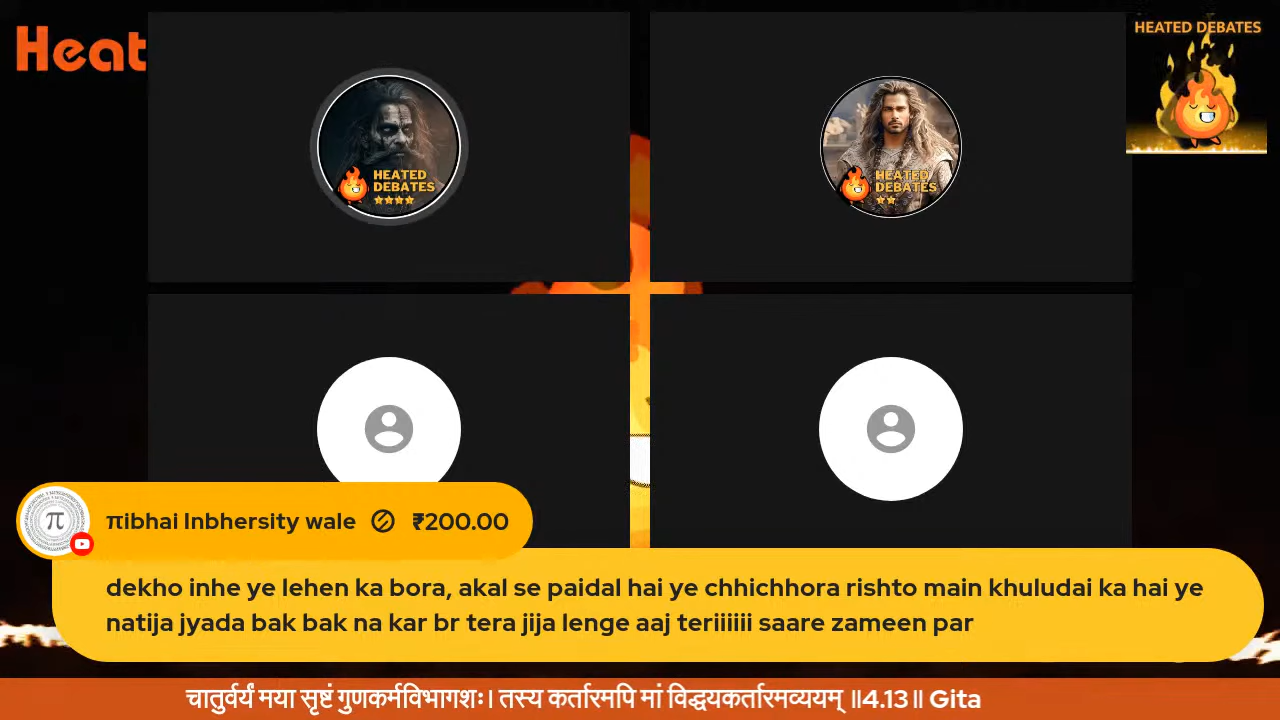 Heat
HEATED DEBATES
HEATED
DEBATES
HEATED
DEBATES
π
πibhai Inbhersity wale ₹200.00
dekho inhe ye lehen ka bora, akal se paidal hai ye chhichhora rishto main khuludai ka hai ye
natija jyada bak bak na kar br tera jija lenge aaj teriiiiii saare zameen par
चातुर्वर्यं मया सृष्टं गुणकर्मविभागशः। तस्य कर्तारमपि मां विद्ध्यकर्तारमव्ययम् ॥4.13॥ Gita